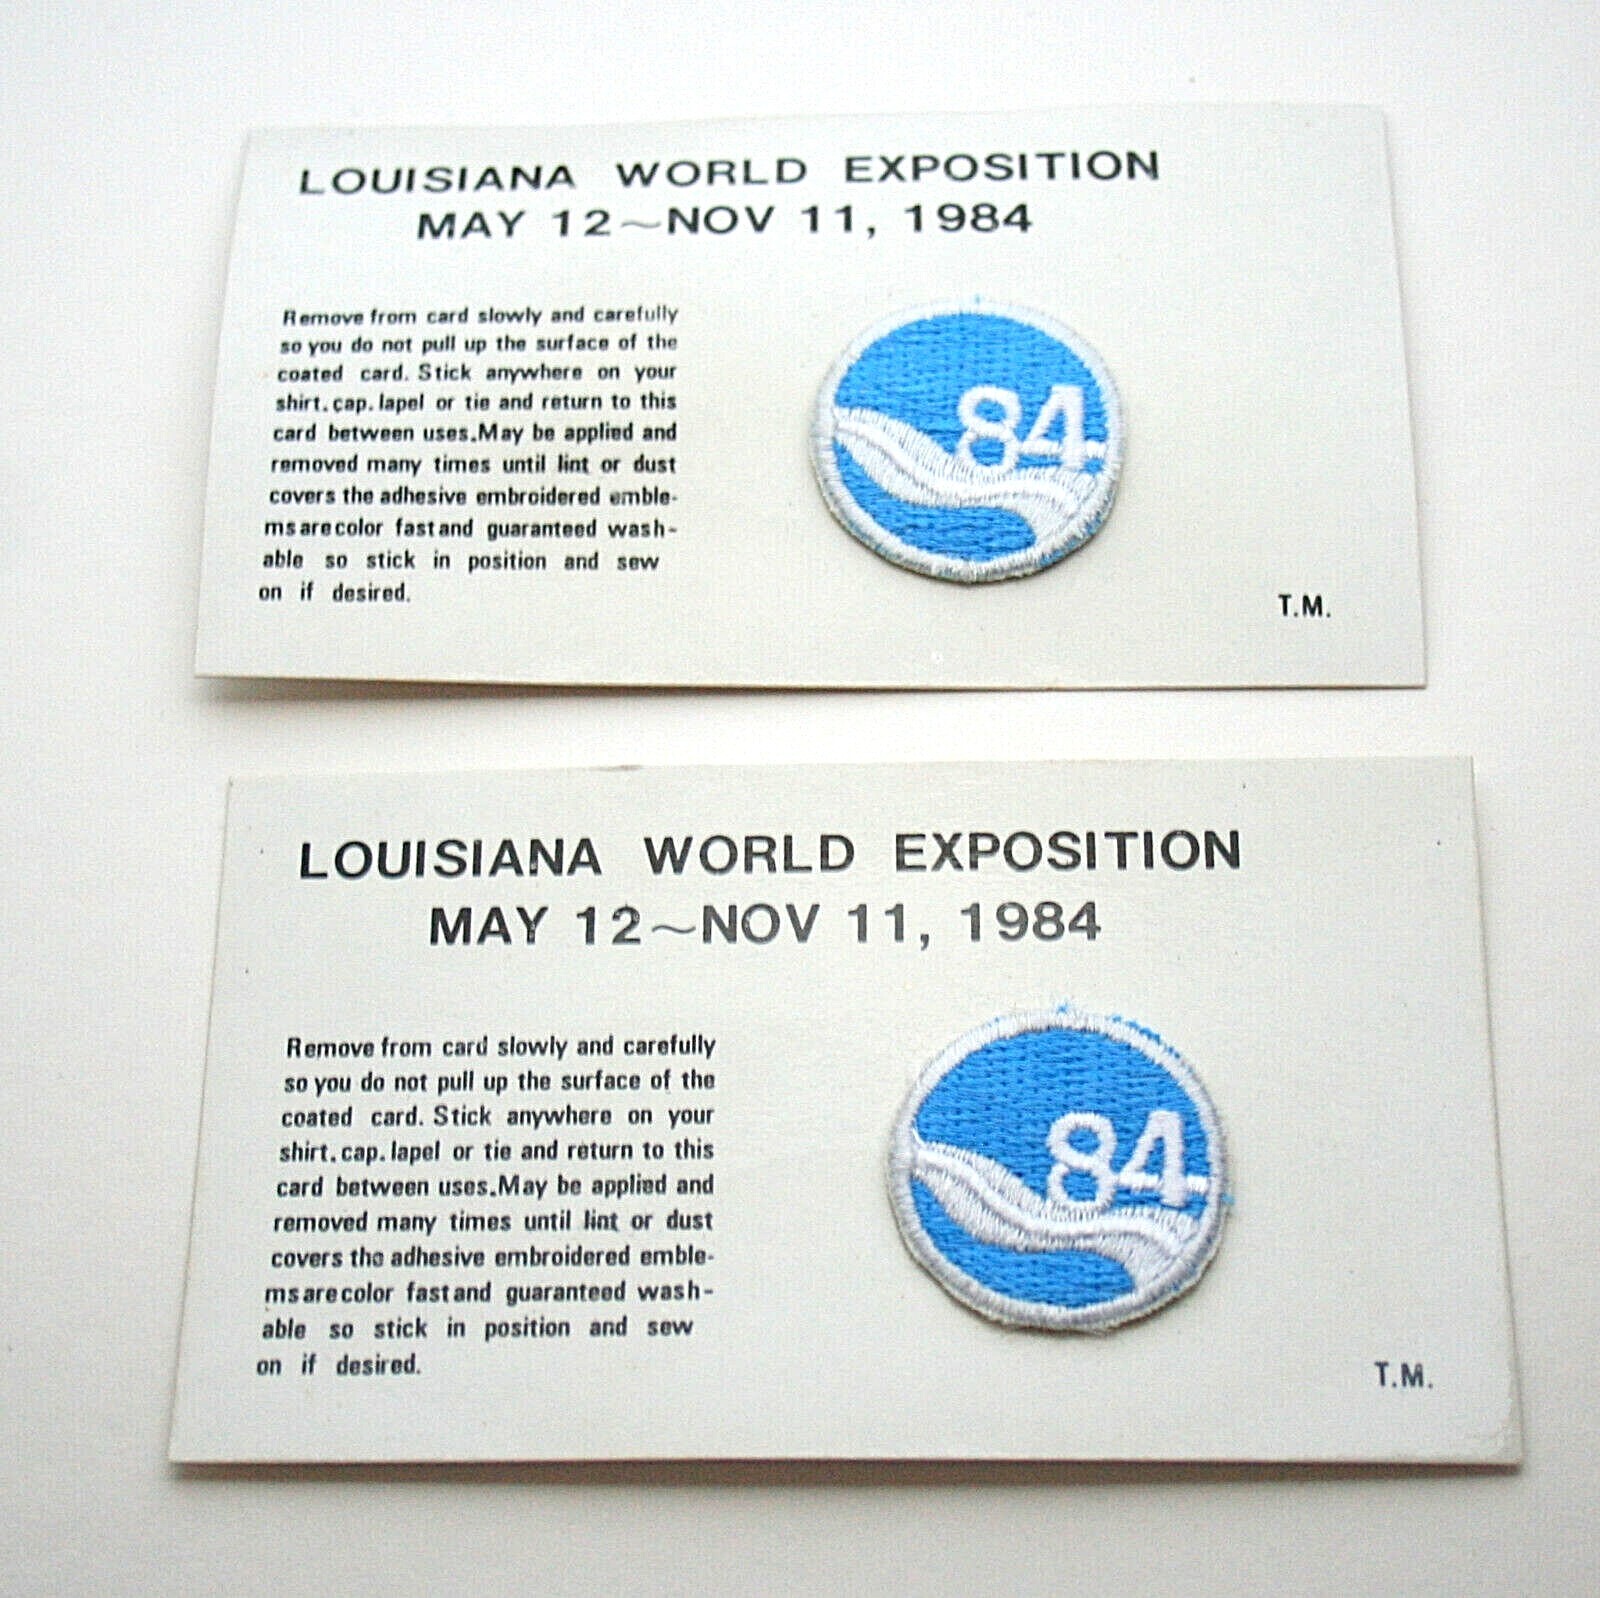 LOUISIANA WORLD EXPOSITION
MAY 12~NOV 11, 1984
Remove from card slowly and carefully
so you do not pull up the surface of the
coated card. Stick anywhere on your
shirt. cap. lapel or tie and return to this
card between uses. May be applied and
removed many times until lint or dust
covers the adhesive embroidered emble-
ms are color fast and guaranteed wash-
able so stick in position and sew
on if desired.
84
T.M.
LOUISIANA WORLD EXPOSITION
MAY 12~NOV 11, 1984
Remove from card slowly and carefully
so you do not pull up the surface of the
coated card. Stick anywhere on your
shirt. cap. lapel or tie and return to this
card between uses. May be applied and
removed many times until lint or dust
covers the adhesive embroidered emble-
ms are color fast and guaranteed wash-
able so stick in position and sew
on if desired.
84
T.M.